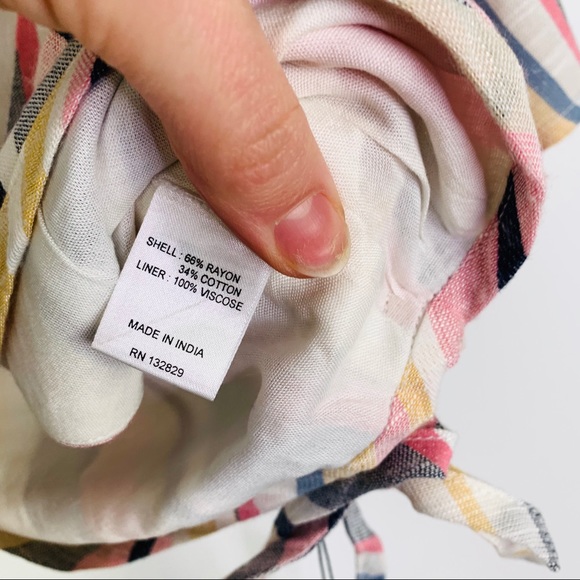 SHELL : 66% RAYON
34% COTTON
LINER : 100% VISCOSE
MADE IN INDIA
RN 132829